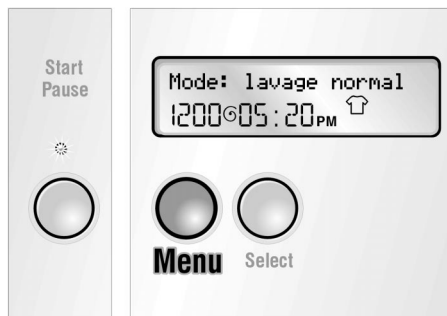 Start
Pause
Mode: lavage normal
1200 05:20PM
Menu
Select